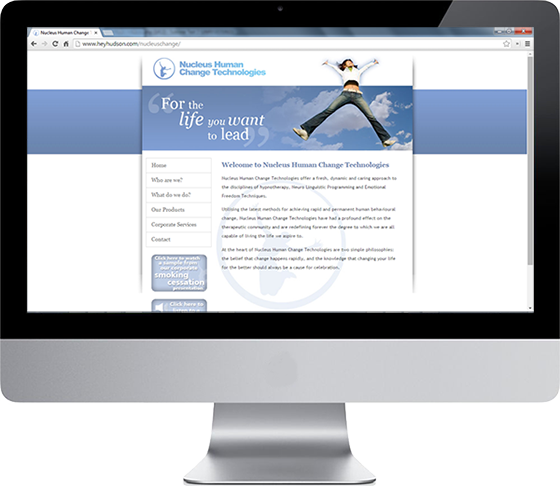 Nucleus Human Change
www.heyhudson.com/nucleuschange/
Nucleus Human
Change Technologies
“For the
life you want
to lead”
Home
Who are we?
What do we do?
Our Products
Corporate Services
Contact
Click here to watch
a sample from
our corporate
smoking
cessation
presentation
Click here to
Welcome to Nucleus Human Change Technologies
Nucleus Human Change Technologies offer a fresh, dynamic and caring approach to
the disciplines of Hypnotherapy, Neuro Linguistic Programming and Emotional
Freedom Techniques.
Utilising the latest methods for achieving rapid and permanent human behavioural
change, Nucleus Human Change Technologies have had a profound effect on the
therapeutic community and are redefining forever the degree to which we are all
capable of living the life we aspire to.
At the heart of Nucleus Human Change Technologies are two simple philosophies:
the belief that change happens rapidly, and the knowledge that changing your life
for the better should always be a cause for celebration.